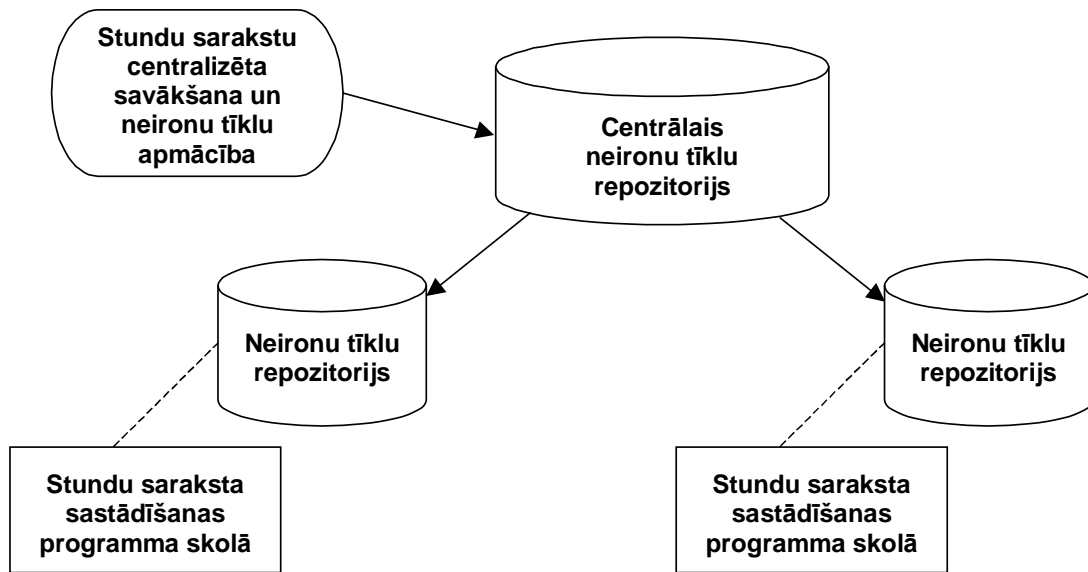 Stundu sarakstu
centralizēta
savākšana un
neironu tīklu
apmācība
Centrālais
neironu tīklu
repozitorijs
Neironu tīklu
repozitorijs
Neironu tīklu
repozitorijs
Stundu saraksta
sastādīšanas
programma skolā
Stundu saraksta
sastādīšanas
programma skolā